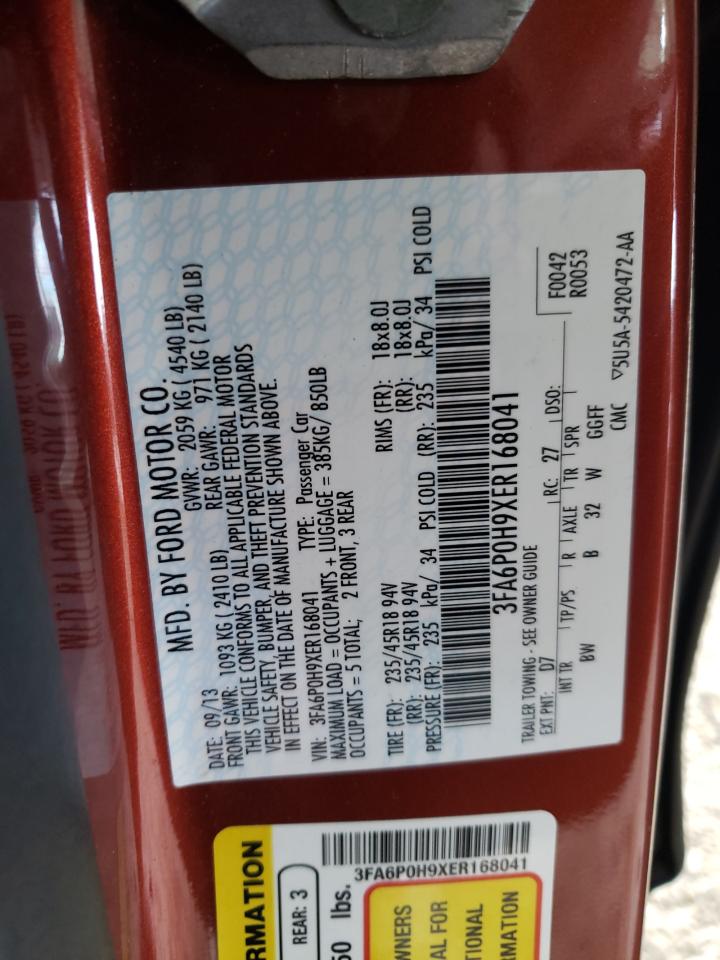 MFD. BY FORD MOTOR CO.
DATE: 09/13 GVWR: 2059 KG ( 4540 LB)
FRONT GAWR: 1093 KG ( 2410 LB) REAR GAWR: 971 KG ( 2140 LB)
THIS VEHICLE CONFORMS TO ALL APPLICABLE FEDERAL MOTOR
VEHICLE SAFETY, BUMPER, AND THEFT PREVENTION STANDARDS
IN EFFECT ON THE DATE OF MANUFACTURE SHOWN ABOVE.
VIN: 3FA6P0H9XER168041 TYPE: Passenger Car
MAXIMUM LOAD = OCCUPANTS + LUGGAGE = 385KG/ 850LB
OCCUPANTS = 5 TOTAL; 2 FRONT, 3 REAR
TIRE (FR): 235/45R18 94V RIMS (FR): 18x8.0J
(RR): 235/45R18 94V (RR): 18x8.0J
PRESSURE (FR): 235 kPa/ 34 PSI COLD (RR): 235 kPa/ 34 PSI COLD
3FA6P0H9XER168041
TRAILER TOWING - SEE OWNER GUIDE
F0042
EXT PNT: D7 RC: 27 DSO: R0053
INT TR TP/PS R AXLE TR SPR
BW B 32 W GGFF
CMC ▽5U5A-5420472-AA
RMATION
REAR: 3
50 lbs.
3FA6P0H9XER168041
WNERS
AL FOR
TIONAL
RMATION